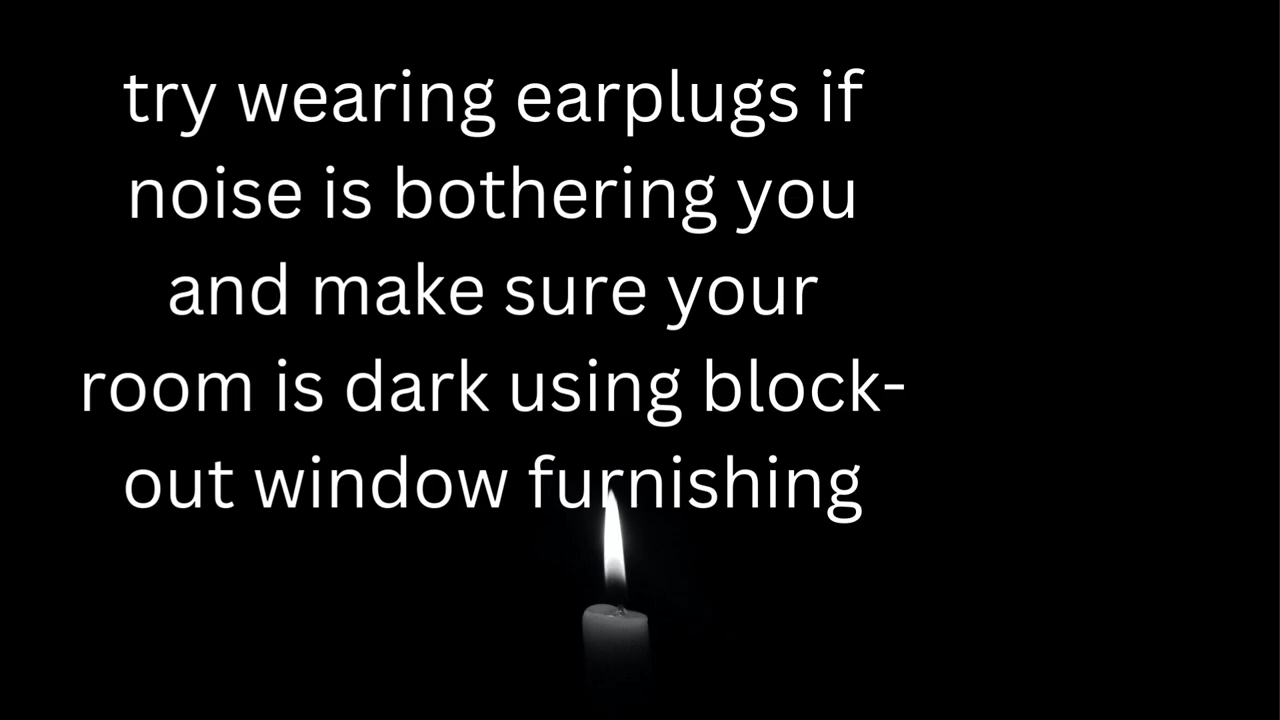 try wearing earplugs if
noise is bothering you
and make sure your
room is dark using block-
out window furnishing